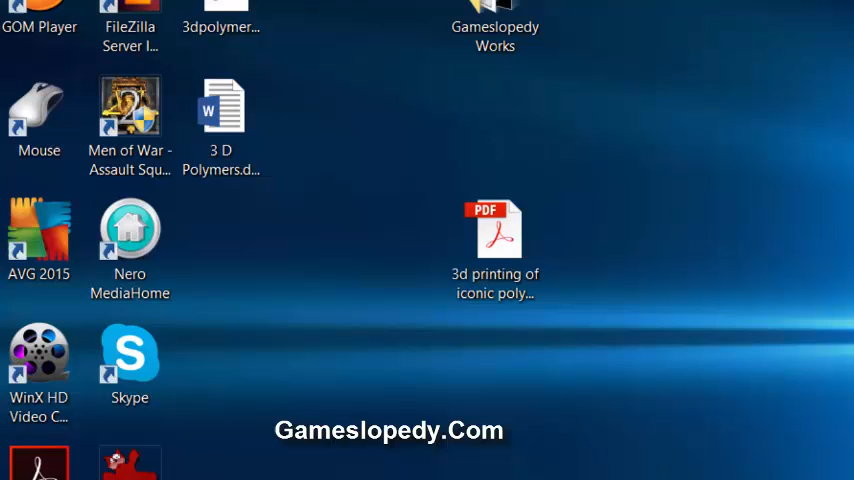 GOM Player
FileZilla
Server I...
3dpolymer...
Gameslopedy
Works
Mouse
2
Men of War -
Assault Squ...
W
3 D
Polymers.d...
AVG 2015
Nero
MediaHome
PDF
3d printing of
iconic poly...
WinX HD
Video C...
S
Skype
Gameslopedy.Com